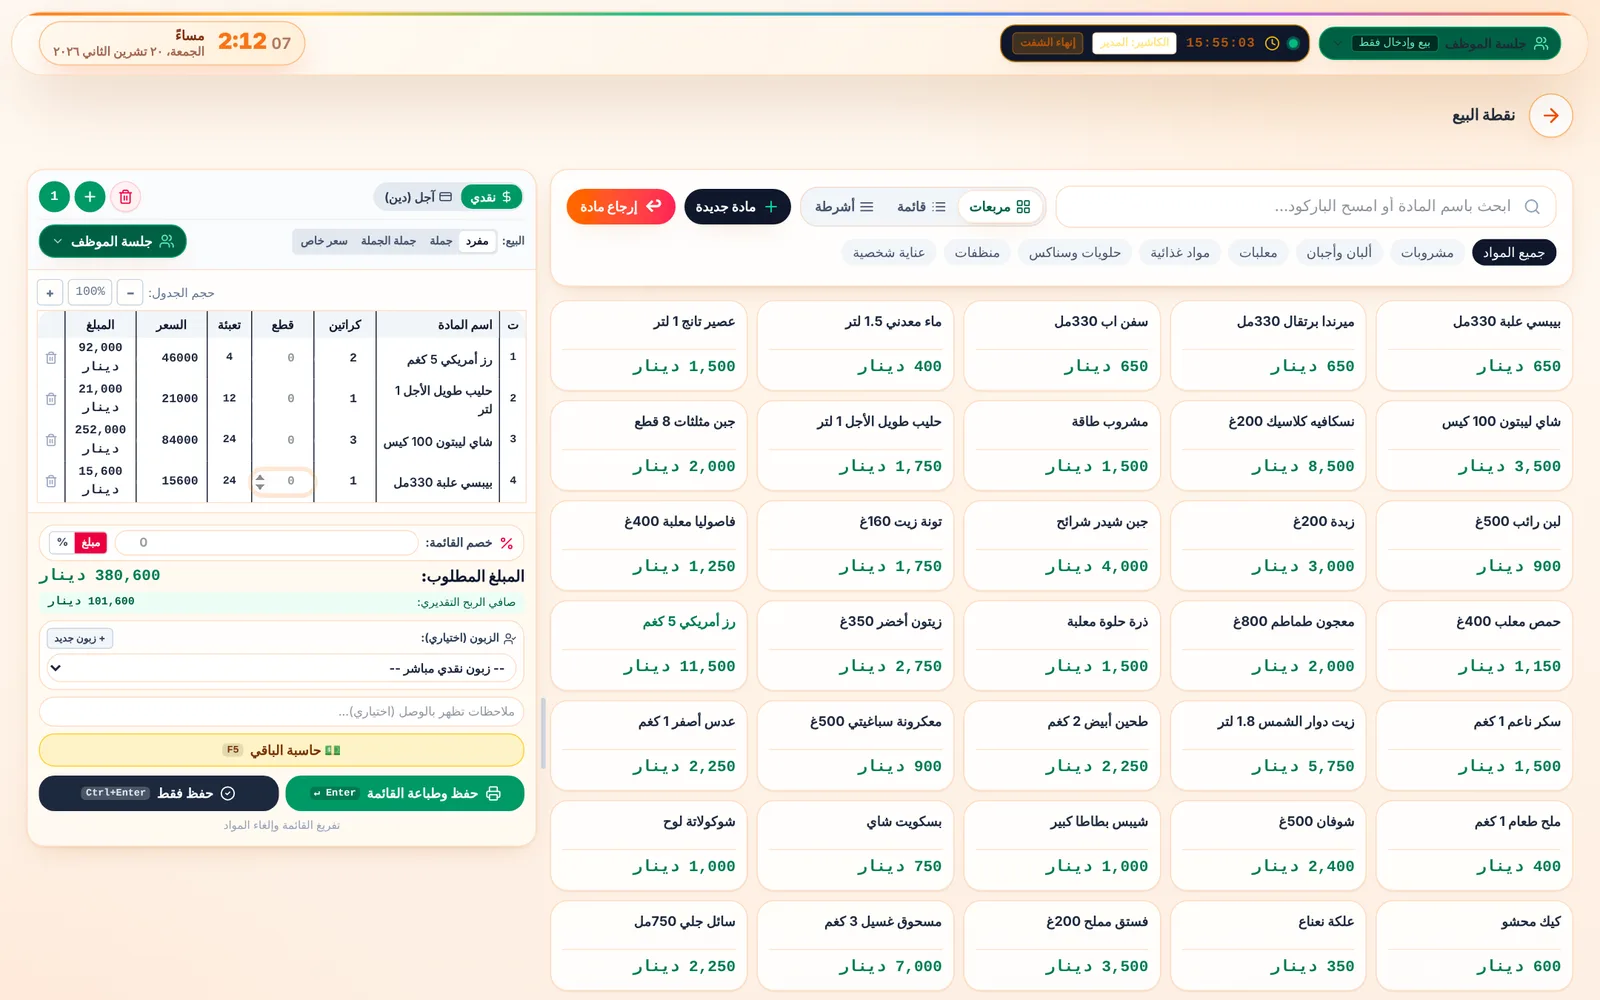 جلسة الموظف بيع وإدخال فقط
15:55:03 الكاشير: المدير إنهاء الشفت
2:12 07 مساءً
الجمعة، ٢٠ تشرين الثاني ٢٠٢٦
نقطة البيع
ابحث باسم المادة أو امسح الباركود...
مربعات قائمة أشرطة
مادة جديدة إرجاع مادة
جميع المواد مشروبات ألبان وأجبان معلبات مواد غذائية حلويات وسناكس منظفات عناية شخصية
بيبسي علبة 330مل ميرندا برتقال 330مل سفن اب 330مل ماء معدني 1.5 لتر عصير تانج 1 لتر
650 دينار 650 دينار 650 دينار 400 دينار 1,500 دينار
شاي ليبتون 100 كيس نسكافيه كلاسيك 200غ مشروب طاقة حليب طويل الأجل 1 لتر جبن مثلثات 8 قطع
3,500 دينار 8,500 دينار 1,500 دينار 1,750 دينار 2,000 دينار
لبن رائب 500غ زبدة 200غ جبن شيدر شرائح تونة زيت 160غ فاصوليا معلبة 400غ
900 دينار 3,000 دينار 4,000 دينار 1,750 دينار 1,250 دينار
حمص معلب 400غ معجون طماطم 800غ ذرة حلوة معلبة زيتون أخضر 350غ رز أمريكي 5 كغم
1,150 دينار 2,000 دينار 1,500 دينار 2,750 دينار 11,500 دينار
سكر ناعم 1 كغم زيت دوار الشمس 1.8 لتر طحين أبيض 2 كغم معكرونة سباغيتي 500غ عدس أصفر 1 كغم
1,500 دينار 5,750 دينار 2,250 دينار 900 دينار 2,250 دينار
ملح طعام 1 كغم شوفان 500غ شيبس بطاطا كبير بسكويت شاي شوكولاتة لوح
400 دينار 2,400 دينار 1,000 دينار 750 دينار 1,000 دينار
كيك محشو علكة نعناع فستق مملح 200غ مسحوق غسيل 3 كغم سائل جلي 750مل
600 دينار 350 دينار 3,500 دينار 7,000 دينار 2,250 دينار
$ نقدي آجل (دين) + 1
البيع: مفرد جملة جملة الجملة سعر خاص جلسة الموظف
حجم الجدول: − 100% +
ت اسم المادة كراتين قطع تعبئة السعر المبلغ
1 رز أمريكي 5 كغم 2 0 4 46000 92,000 دينار
2 حليب طويل الأجل 1 لتر 1 0 12 21000 21,000 دينار
3 شاي ليبتون 100 كيس 3 0 24 84000 252,000 دينار
4 بيبسي علبة 330مل 1 0 24 15600 15,600 دينار
خصم القائمة: 0 مبلغ %
المبلغ المطلوب: 380,600 دينار
صافي الربح التقديري: 101,600 دينار
الزبون (اختياري): + زبون جديد
-- زبون نقدي مباشر --
ملاحظات تظهر بالوصل (اختياري)...
حاسبة الباقي F5
حفظ وطباعة القائمة Enter ↵ حفظ فقط Ctrl+Enter
تفريغ القائمة وإلغاء المواد